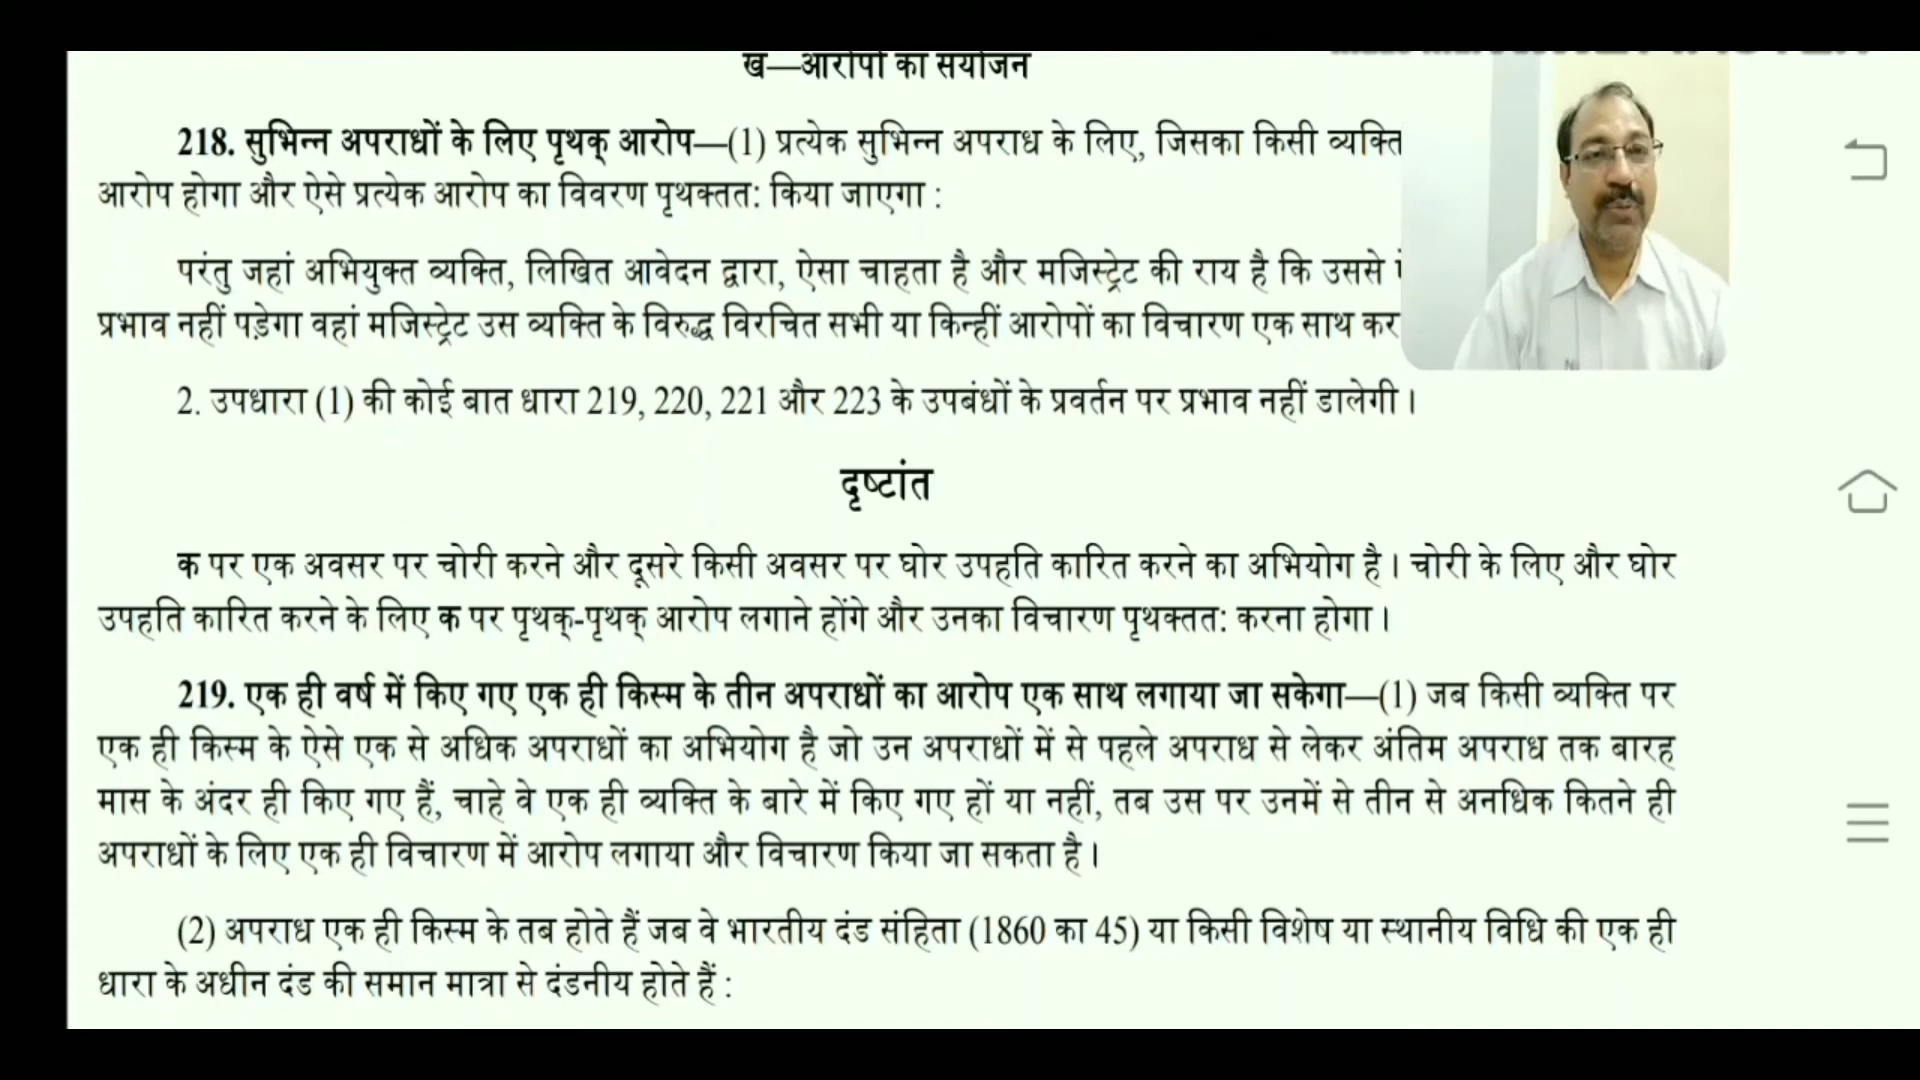 ख—आरोपों का संयोजन
218. सुभिन्न अपराधों के लिए पृथक् आरोप—(1) प्रत्येक सुभिन्न अपराध के लिए, जिसका किसी व्यक्ति
आरोप होगा और ऐसे प्रत्येक आरोप का विवरण पृथक्तत: किया जाएगा :
परंतु जहां अभियुक्त व्यक्ति, लिखित आवेदन द्वारा, ऐसा चाहता है और मजिस्ट्रेट की राय है कि उससे
प्रभाव नहीं पड़ेगा वहां मजिस्ट्रेट उस व्यक्ति के विरुद्ध विरचित सभी या किन्हीं आरोपों का विचारण एक साथ कर
2. उपधारा (1) की कोई बात धारा 219, 220, 221 और 223 के उपबंधों के प्रवर्तन पर प्रभाव नहीं डालेगी ।
दृष्टांत
क पर एक अवसर पर चोरी करने और दूसरे किसी अवसर पर घोर उपहति कारित करने का अभियोग है । चोरी के लिए और घोर
उपहति कारित करने के लिए क पर पृथक्-पृथक् आरोप लगाने होंगे और उनका विचारण पृथक्तत: करना होगा ।
219. एक ही वर्ष में किए गए एक ही किस्म के तीन अपराधों का आरोप एक साथ लगाया जा सकेगा—(1) जब किसी व्यक्ति पर
एक ही किस्म के ऐसे एक से अधिक अपराधों का अभियोग है जो उन अपराधों में से पहले अपराध से लेकर अंतिम अपराध तक बारह
मास के अंदर ही किए गए हैं, चाहे वे एक ही व्यक्ति के बारे में किए गए हों या नहीं, तब उस पर उनमें से तीन से अनधिक कितने ही
अपराधों के लिए एक ही विचारण में आरोप लगाया और विचारण किया जा सकता है ।
(2) अपराध एक ही किस्म के तब होते हैं जब वे भारतीय दंड संहिता (1860 का 45) या किसी विशेष या स्थानीय विधि की एक ही
धारा के अधीन दंड की समान मात्रा से दंडनीय होते हैं :